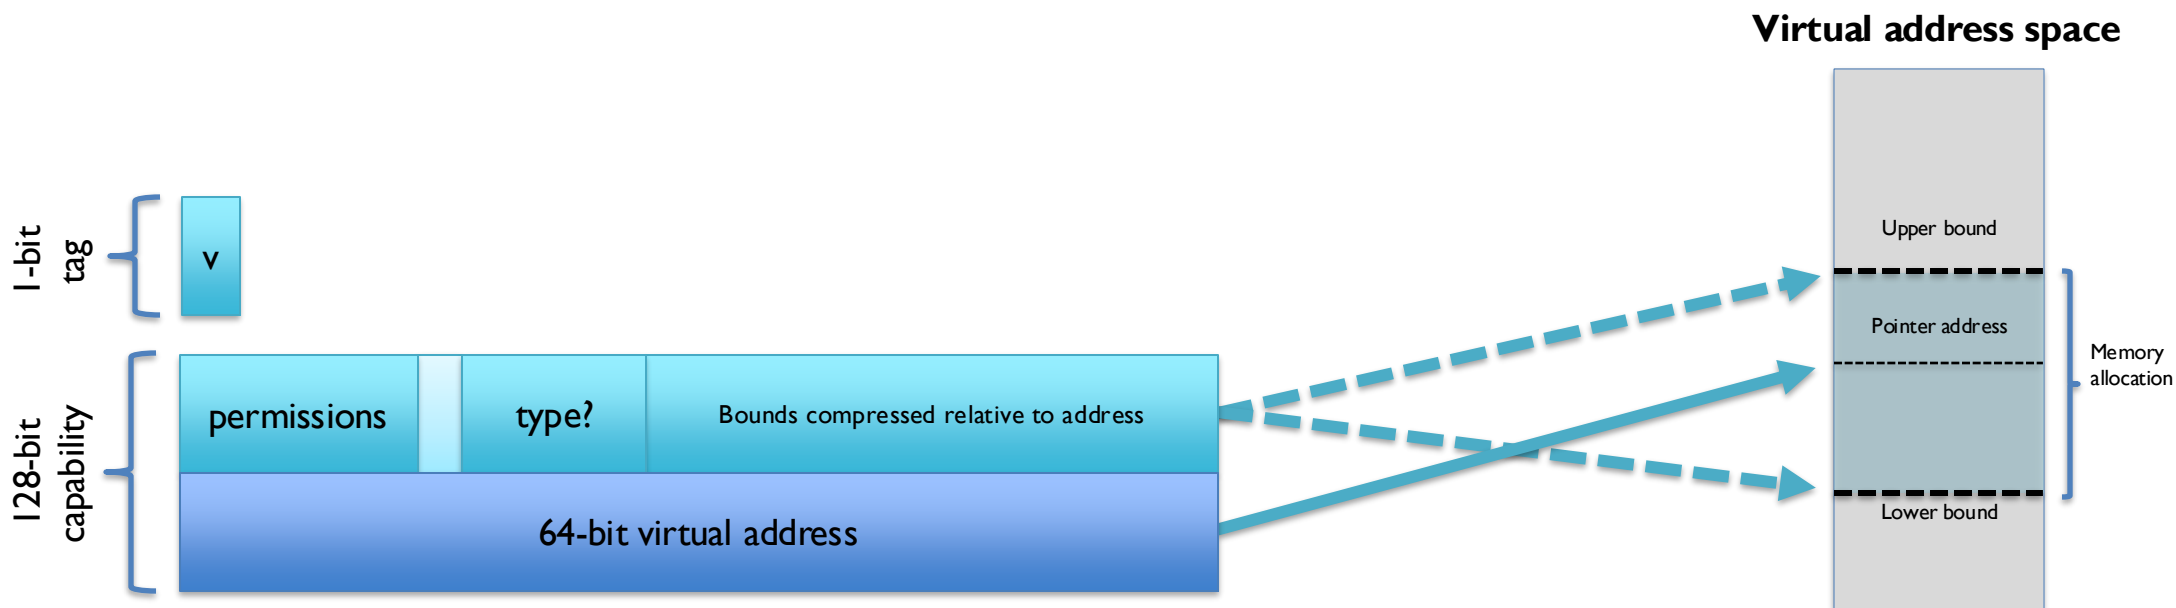 Virtual address space
1-bit
tag
v
128-bit
capability
permissions
type?
Bounds compressed relative to address
64-bit virtual address
Upper bound
Pointer address
Lower bound
Memory
allocation